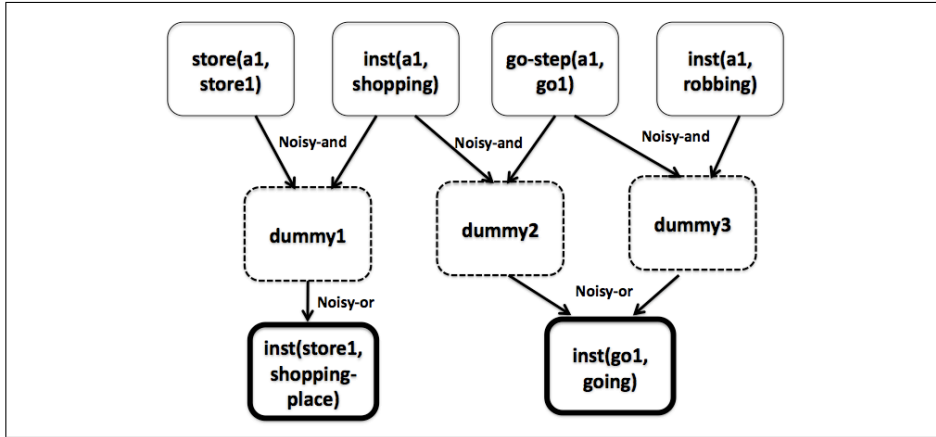 store(a1,
store1)
inst(a1,
shopping)
go-step(a1,
go1)
inst(a1,
robbing)
Noisy-and
Noisy-and
Noisy-and
dummy1
dummy2
dummy3
Noisy-or
Noisy-or
inst(store1,
shopping-
place)
inst(go1,
going)